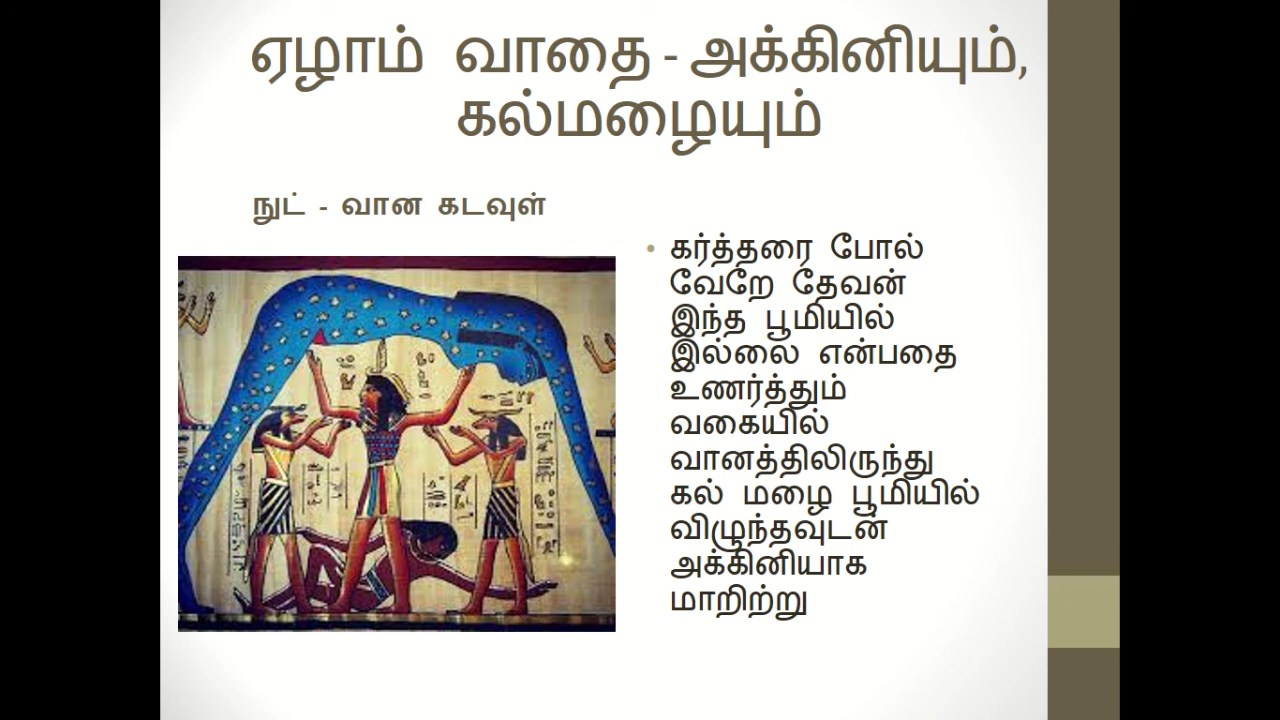 ஏழாம் வாதை - அக்கினியும்,
கல்மழையும்
நுட் - வான கடவுள்
• கர்த்தரை போல்
வேறே தேவன்
இந்த பூமியில்
இல்லை என்பதை
உணர்த்தும்
வகையில்
வானத்திலிருந்து
கல் மழை பூமியில்
விழுந்தவுடன்
அக்கினியாக
மாறிற்று